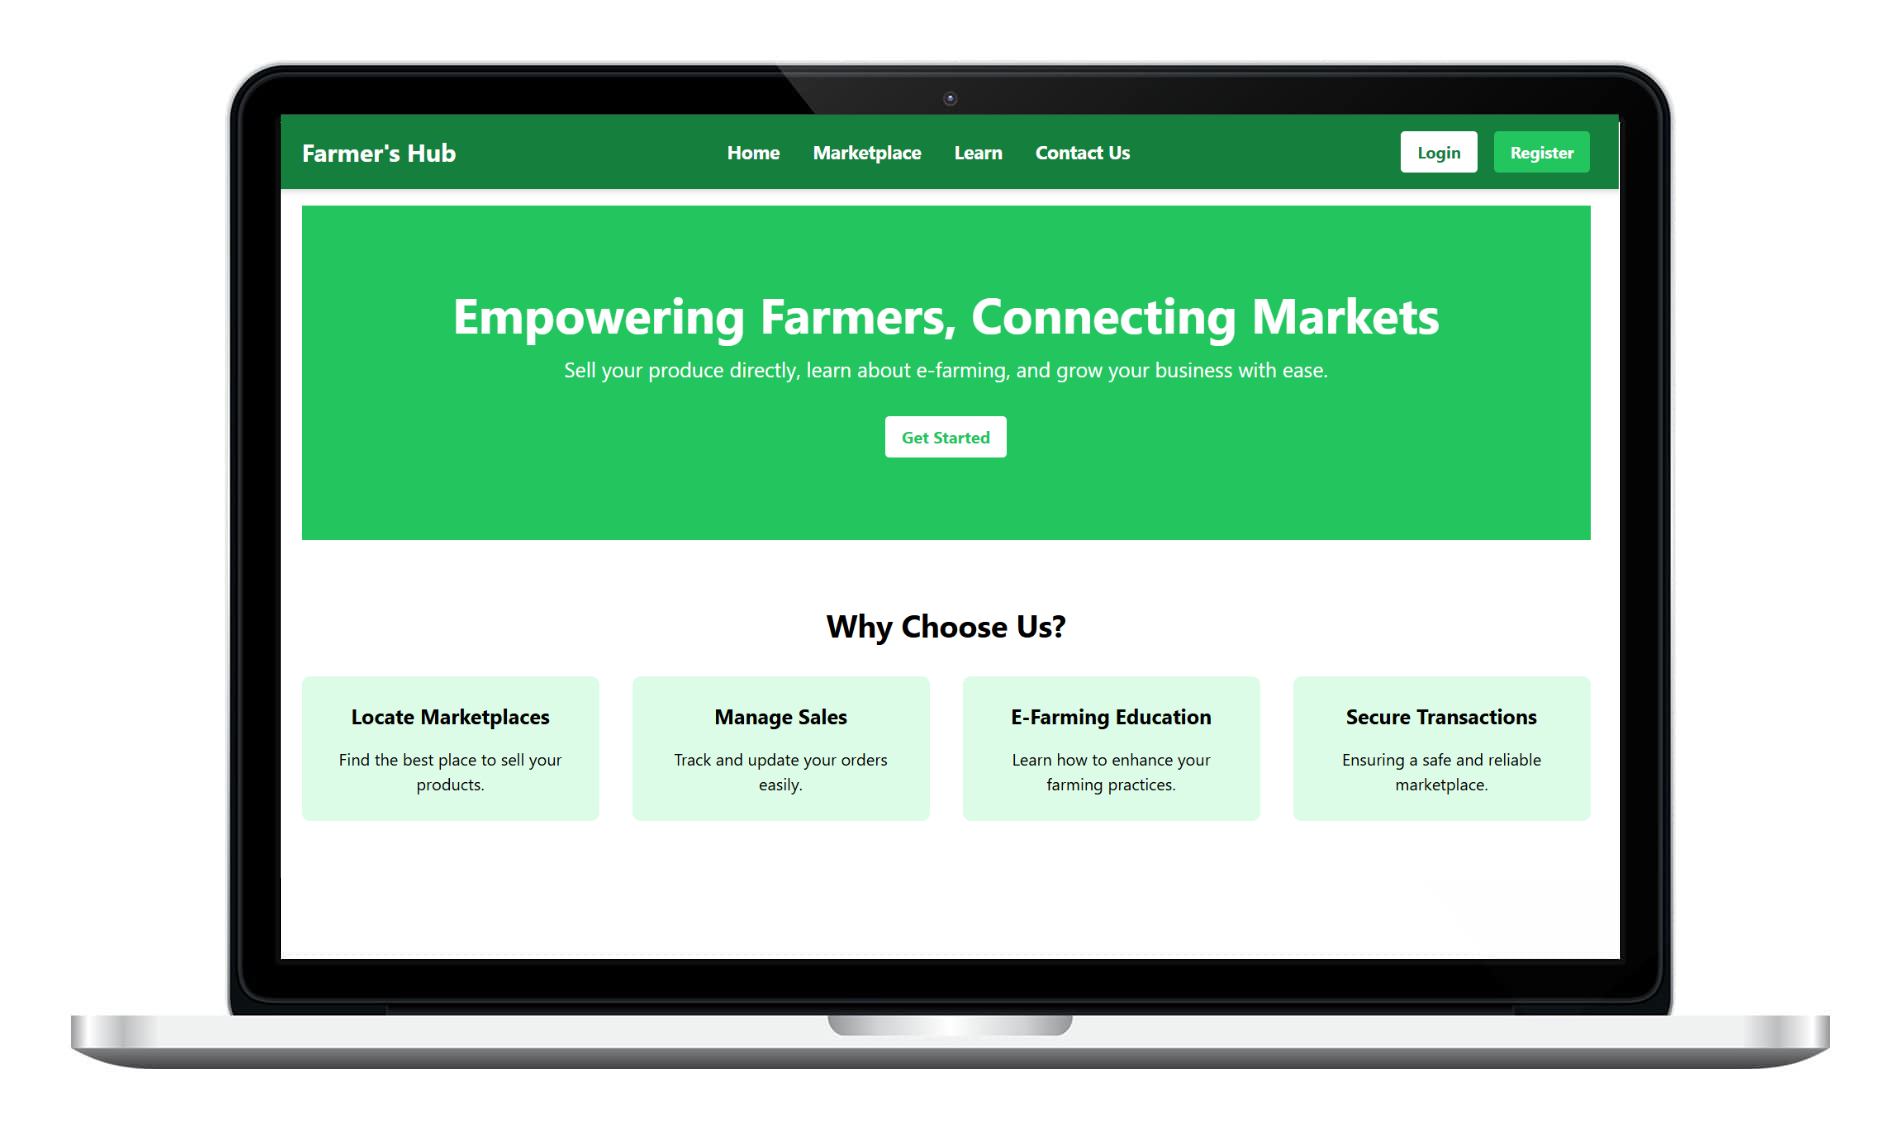 Farmer's Hub
Home Marketplace Learn Contact Us
Login Register
Empowering Farmers, Connecting Markets
Sell your produce directly, learn about e-farming, and grow your business with ease.
Get Started
Why Choose Us?
Locate Marketplaces
Find the best place to sell your
products.
Manage Sales
Track and update your orders
easily.
E-Farming Education
Learn how to enhance your
farming practices.
Secure Transactions
Ensuring a safe and reliable
marketplace.